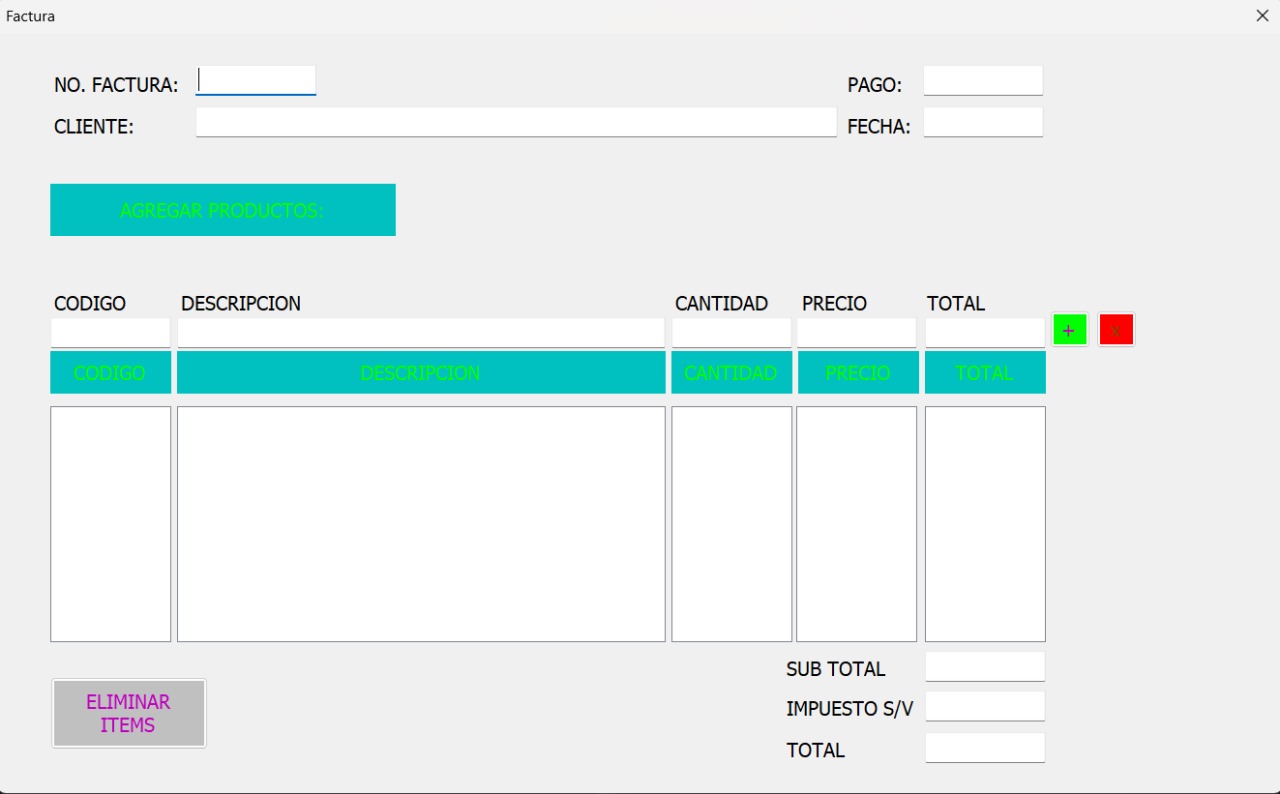 Factura
NO. FACTURA:
PAGO:
CLIENTE:
FECHA:
AGREGAR PRODUCTOS:
CODIGO DESCRIPCION CANTIDAD PRECIO TOTAL
+ x
CODIGO DESCRIPCION CANTIDAD PRECIO TOTAL
SUB TOTAL
ELIMINAR
ITEMS
IMPUESTO S/V
TOTAL